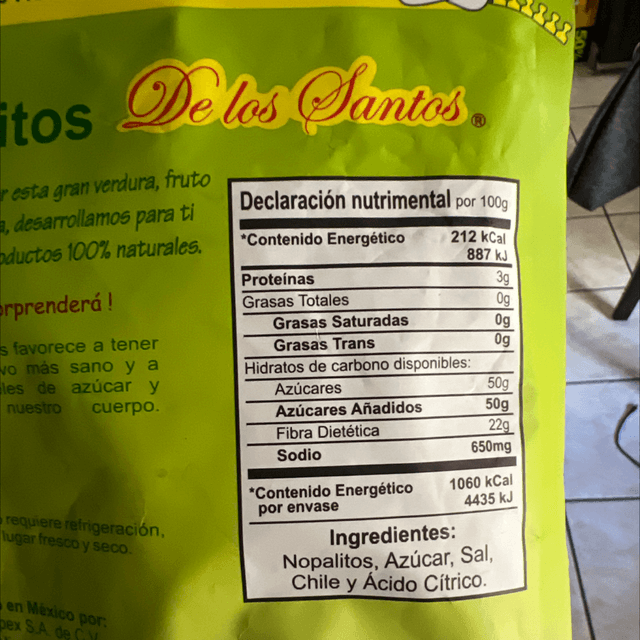 itos De los Santos ®
esta gran verdura, fruto
desarrollamos para ti
100% naturales.
!
favorece a tener
más sano y a
de azúcar y
nuestro cuerpo.
requiere refrigeración,
lugar fresco y seco.
en México por:
S.A. de C.V.
Declaración nutrimental por 100g
*Contenido Energético 212 kCal
887 kJ
Proteínas 3g
Grasas Totales 0g
Grasas Saturadas 0g
Grasas Trans 0g
Hidratos de carbono disponibles:
Azúcares 50g
Azúcares Añadidos 50g
Fibra Dietética 22g
Sodio 650mg
*Contenido Energético 1060 kCal
por envase 4435 kJ
Ingredientes:
Nopalitos, Azúcar, Sal,
Chile y Ácido Cítrico.